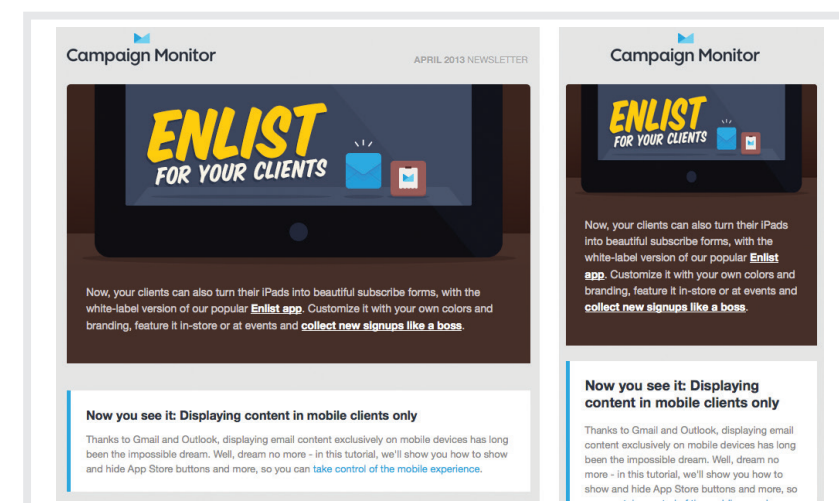 Campaign Monitor
APRIL 2013 NEWSLETTER
ENLIST
FOR YOUR CLIENTS
Now, your clients can also turn their iPads into beautiful subscribe forms, with the
white-label version of our popular Enlist app. Customize it with your own colors and
branding, feature it in-store or at events and collect new signups like a boss.
Now you see it: Displaying content in mobile clients only
Thanks to Gmail and Outlook, displaying email content exclusively on mobile devices has long
been the impossible dream. Well, dream no more - in this tutorial, we'll show you how to show
and hide App Store buttons and more, so you can take control of the mobile experience.
Campaign Monitor
ENLIST
FOR YOUR CLIENTS
Now, your clients can also turn their iPads
into beautiful subscribe forms, with the
white-label version of our popular Enlist
app. Customize it with your own colors and
branding, feature it in-store or at events and
collect new signups like a boss.
Now you see it: Displaying
content in mobile clients only
Thanks to Gmail and Outlook, displaying email
content exclusively on mobile devices has long
been the impossible dream. Well, dream no
more - in this tutorial, we'll show you how to
show and hide App Store buttons and more, so